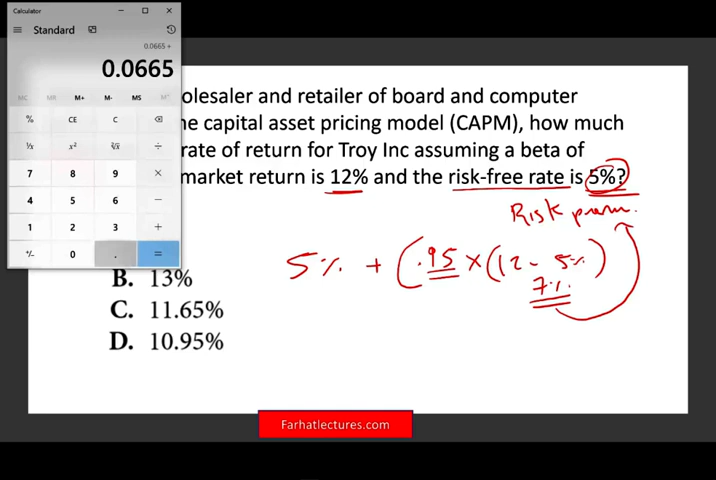 Calculator
Standard
0.0665 +
0.0665
MC MR M+ M- MS
% CE C
¹/x x² ²√x ÷
7 8 9 ×
4 5 6 −
1 2 3 +
+/- 0 . =
olesaler and retailer of board and computer
he capital asset pricing model (CAPM), how much
rate of return for Troy Inc assuming a beta of
market return is 12% and the risk-free rate is 5%?
Risk prem.
5% + (.95 × (12 - 5%)
7%
B. 13%
C. 11.65%
D. 10.95%
Farhatlectures.com